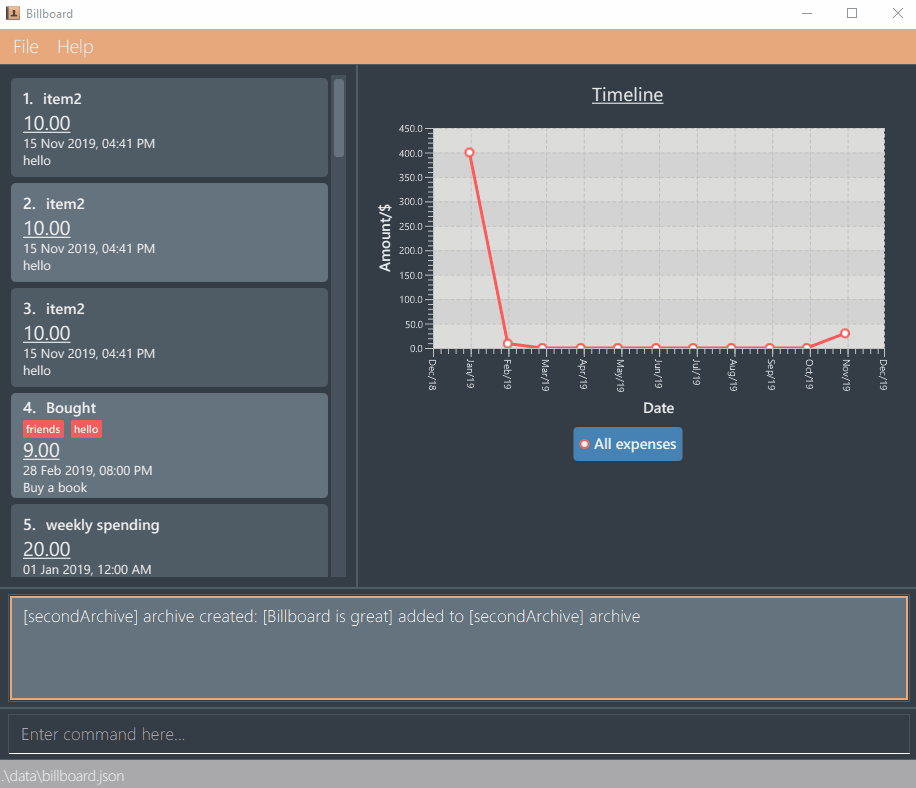 Billboard
File Help
1. item2
10.00
15 Nov 2019, 04:41 PM
hello
2. item2
10.00
15 Nov 2019, 04:41 PM
hello
3. item2
10.00
15 Nov 2019, 04:41 PM
hello
4. Bought
friends hello
9.00
28 Feb 2019, 08:00 PM
Buy a book
5. weekly spending
20.00
01 Jan 2019, 12:00 AM
Timeline
Amount/$
450.0
400.0
350.0
300.0
250.0
200.0
150.0
100.0
50.0
0.0
Dec/18
Jan/19
Feb/19
Mar/19
Apr/19
May/19
Jun/19
Jul/19
Aug/19
Sep/19
Oct/19
Nov/19
Dec/19
Date
All expenses
[secondArchive] archive created: [Billboard is great] added to [secondArchive] archive
Enter command here...
.\data\billboard.json